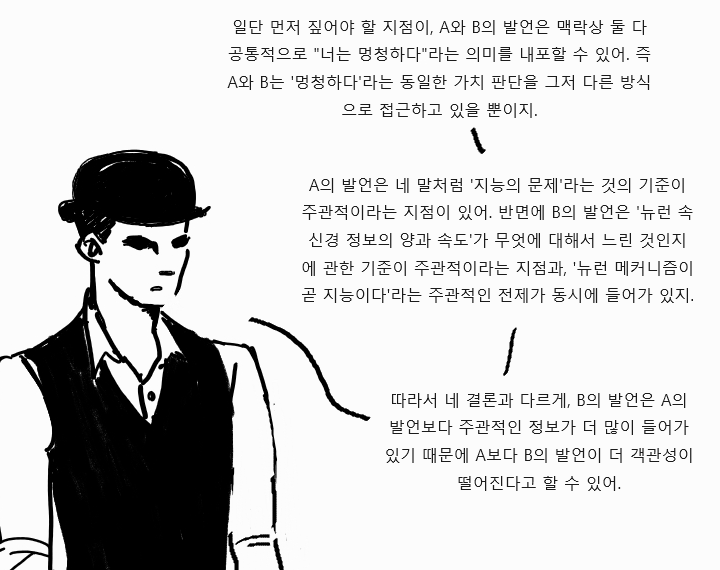 일단 먼저 짚어야 할 지점이, A와 B의 발언은 맥락상 둘 다
공통적으로 "너는 멍청하다"라는 의미를 내포할 수 있어. 즉
A와 B는 '멍청하다'라는 동일한 가치 판단을 그저 다른 방식
으로 접근하고 있을 뿐이지.
A의 발언은 네 말처럼 '지능의 문제'라는 것의 기준이
주관적이라는 지점이 있어. 반면에 B의 발언은 '뉴런 속
신경 정보의 양과 속도'가 무엇에 대해서 느린 것인지
에 관한 기준이 주관적이라는 지점과, '뉴런 메커니즘이
곧 지능이다'라는 주관적인 전제가 동시에 들어가 있지.
따라서 네 결론과 다르게, B의 발언은 A의
발언보다 주관적인 정보가 더 많이 들어가
있기 때문에 A보다 B의 발언이 더 객관성이
떨어진다고 할 수 있어.